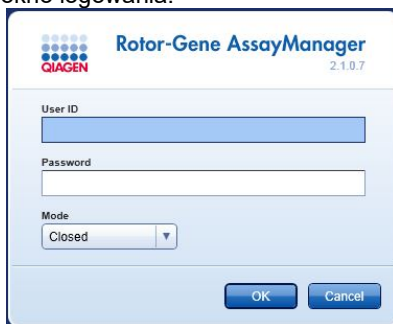 okno logowania.
QIAGEN
Rotor-Gene AssayManager
2.1.0.7
User ID
Password
Mode
Closed
OK Cancel